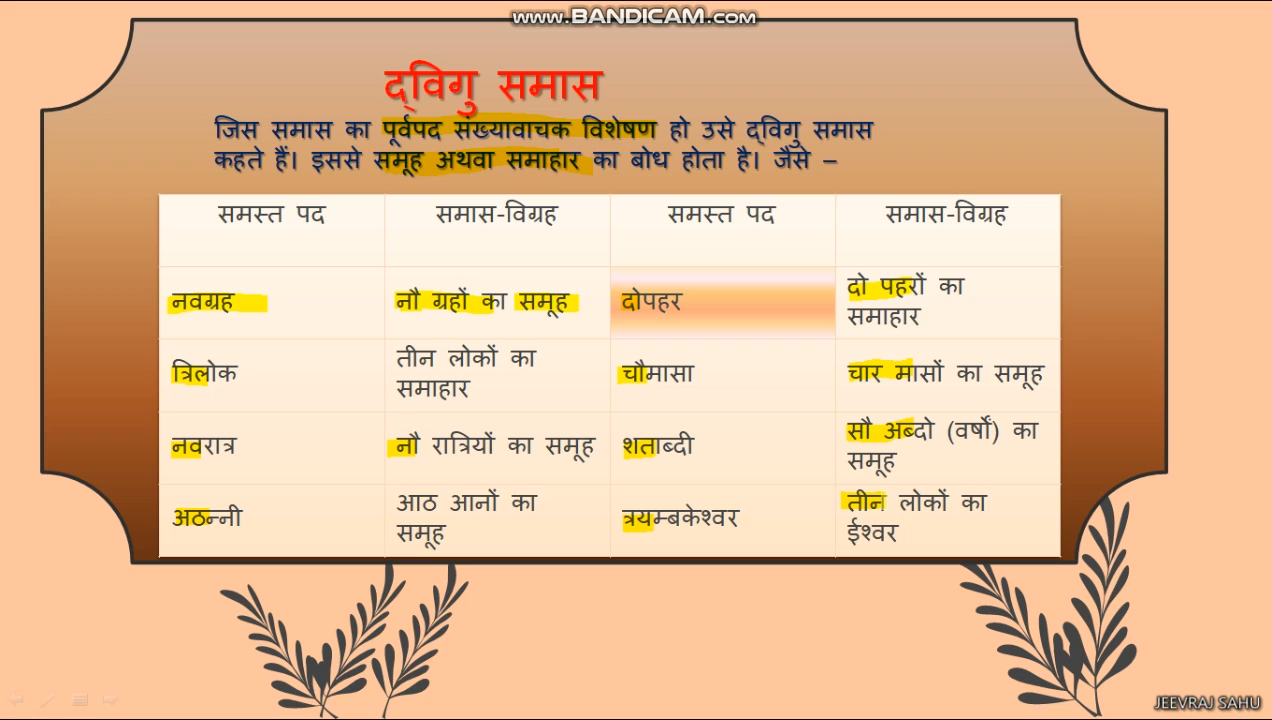 www.BANDICAM.com
द्विगु समास
जिस समास का पूर्वपद संख्यावाचक विशेषण हो उसे द्विगु समास
कहते हैं। इससे समूह अथवा समाहार का बोध होता है। जैसे –
समस्त पद समास-विग्रह समस्त पद समास-विग्रह
नवग्रह नौ ग्रहों का समूह दोपहर दो पहरों का
समाहार
त्रिलोक तीन लोकों का
समाहार
चौमासा चार मासों का समूह
नवरात्र नौ रात्रियों का समूह शताब्दी सौ अब्दो (वर्षों) का
समूह
अठन्नी आठ आनों का
समूह
त्रयम्बकेश्वर तीन लोकों का
ईश्वर
JEEVRAJ SAHU